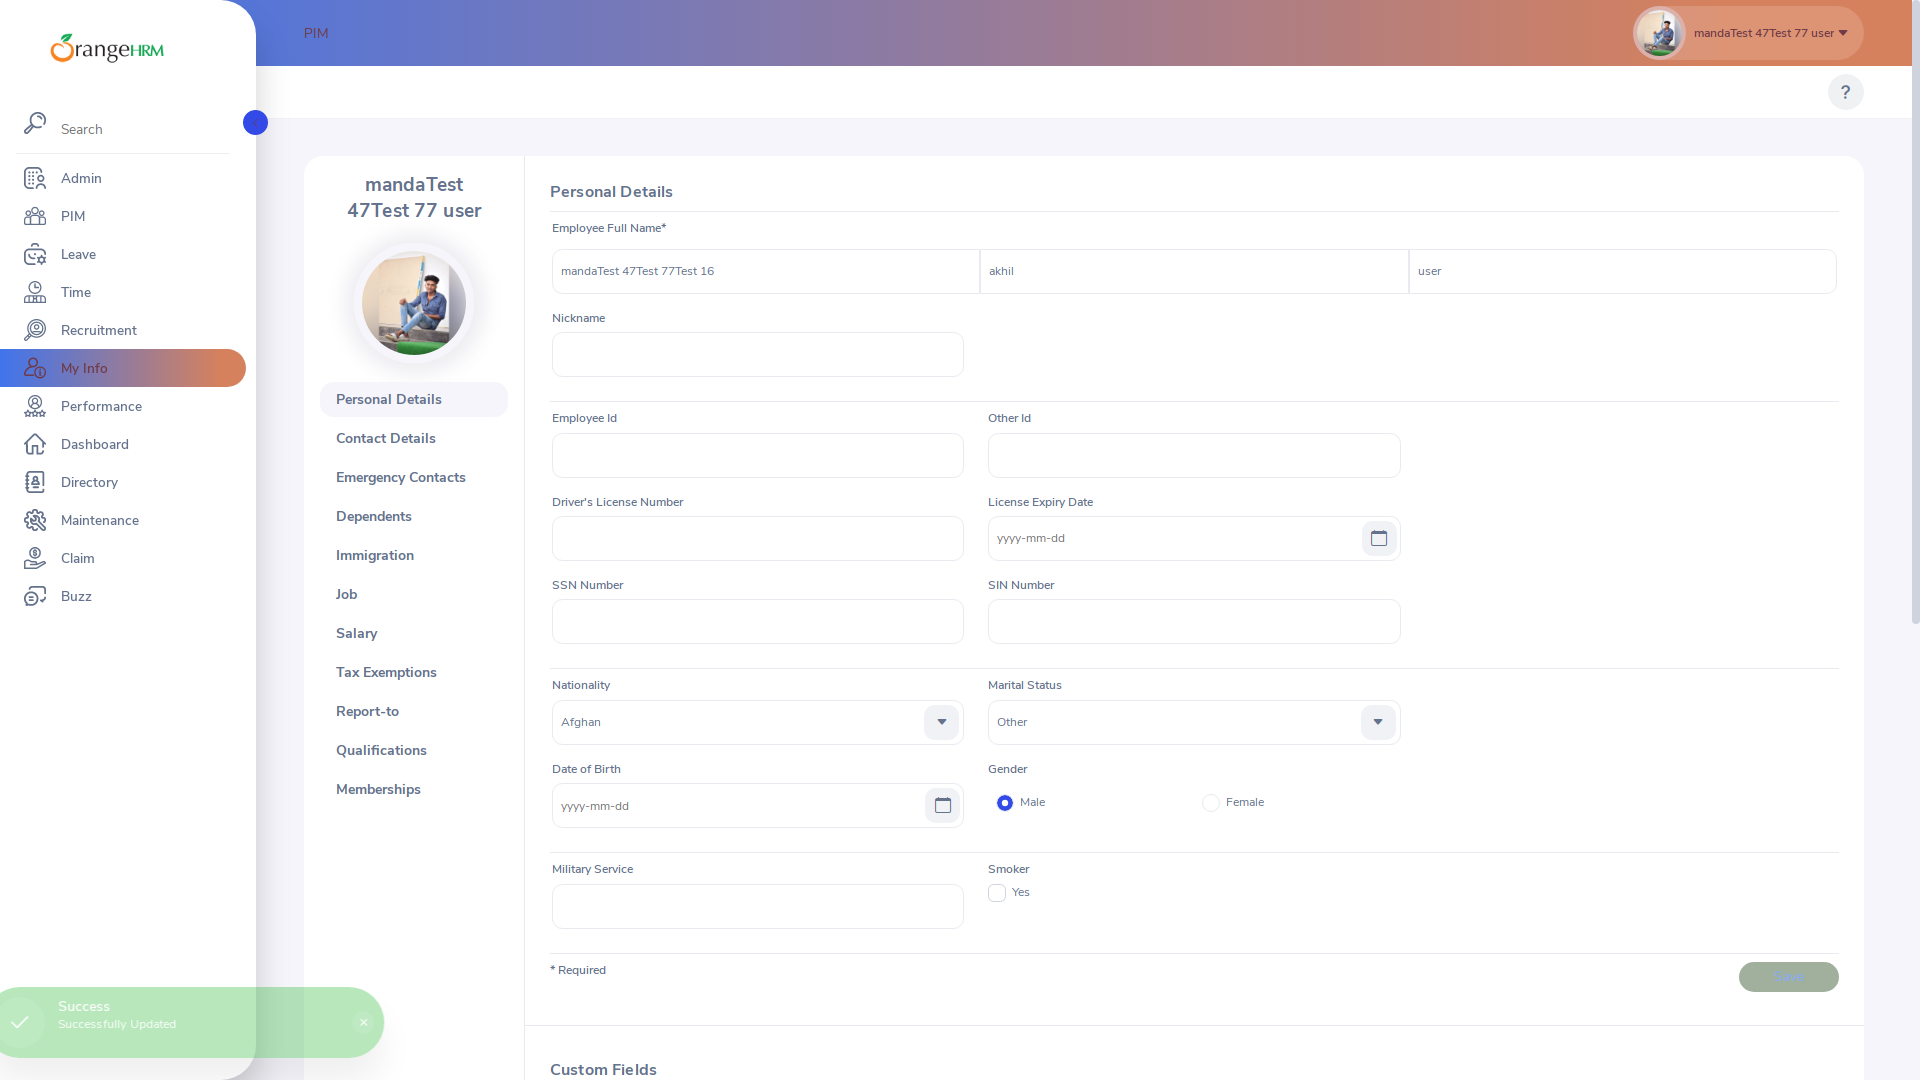 OrangeHRM
PIM
mandaTest 47Test 77 user
?
Search
Admin
PIM
Leave
Time
Recruitment
My Info
Performance
Dashboard
Directory
Maintenance
Claim
Buzz
mandaTest
47Test 77 user
Personal Details
Contact Details
Emergency Contacts
Dependents
Immigration
Job
Salary
Tax Exemptions
Report-to
Qualifications
Memberships
Personal Details
Employee Full Name*
mandaTest 47Test 77Test 16 akhil user
Nickname
Employee Id Other Id
Driver's License Number License Expiry Date
yyyy-mm-dd
SSN Number SIN Number
Nationality Marital Status
Afghan Other
Date of Birth Gender
yyyy-mm-dd Male Female
Military Service Smoker
Yes
* Required Save
Custom Fields
Success
Successfully Updated